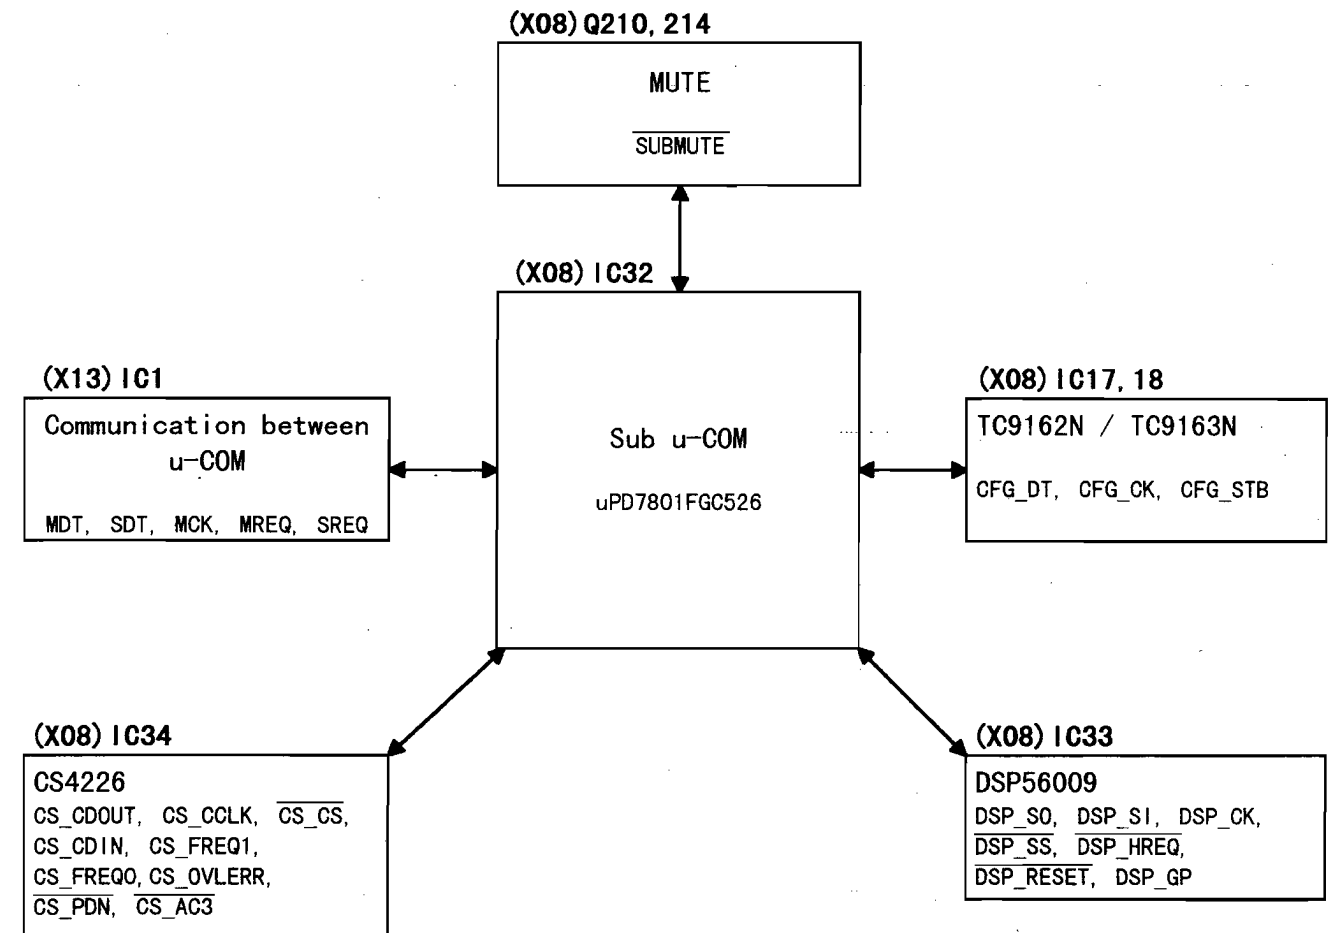 (X08) Q210, 214
MUTE
SUBMUTE
(X08) IC32
Sub u-COM
uPD7801FGC526
(X13) IC1
Communication between
u-COM
MDT, SDT, MCK, MREQ, SREQ
(X08) IC17, 18
TC9162N / TC9163N
CFG_DT, CFG_CK, CFG_STB
(X08) IC34
CS4226
CS_CDOUT, CS_CCLK, CS_CS,
CS_CDIN, CS_FREQ1,
CS_FREQ0, CS_OVLERR,
CS_PDN, CS_AC3
(X08) IC33
DSP56009
DSP_SO, DSP_SI, DSP_CK,
DSP_SS, DSP_HREQ,
DSP_RESET, DSP_GP